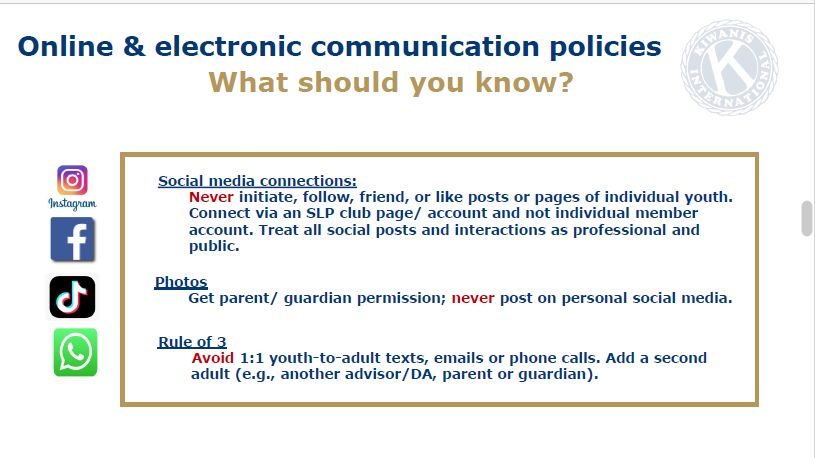 Online & electronic communication policies
What should you know?
KIWANIS
K
INTERNATIONAL
Instagram
Social media connections:
Never initiate, follow, friend, or like posts or pages of individual youth.
Connect via an SLP club page/ account and not individual member
account. Treat all social posts and interactions as professional and
public.
Photos
Get parent/ guardian permission; never post on personal social media.
Rule of 3
Avoid 1:1 youth-to-adult texts, emails or phone calls. Add a second
adult (e.g., another advisor/DA, parent or guardian).